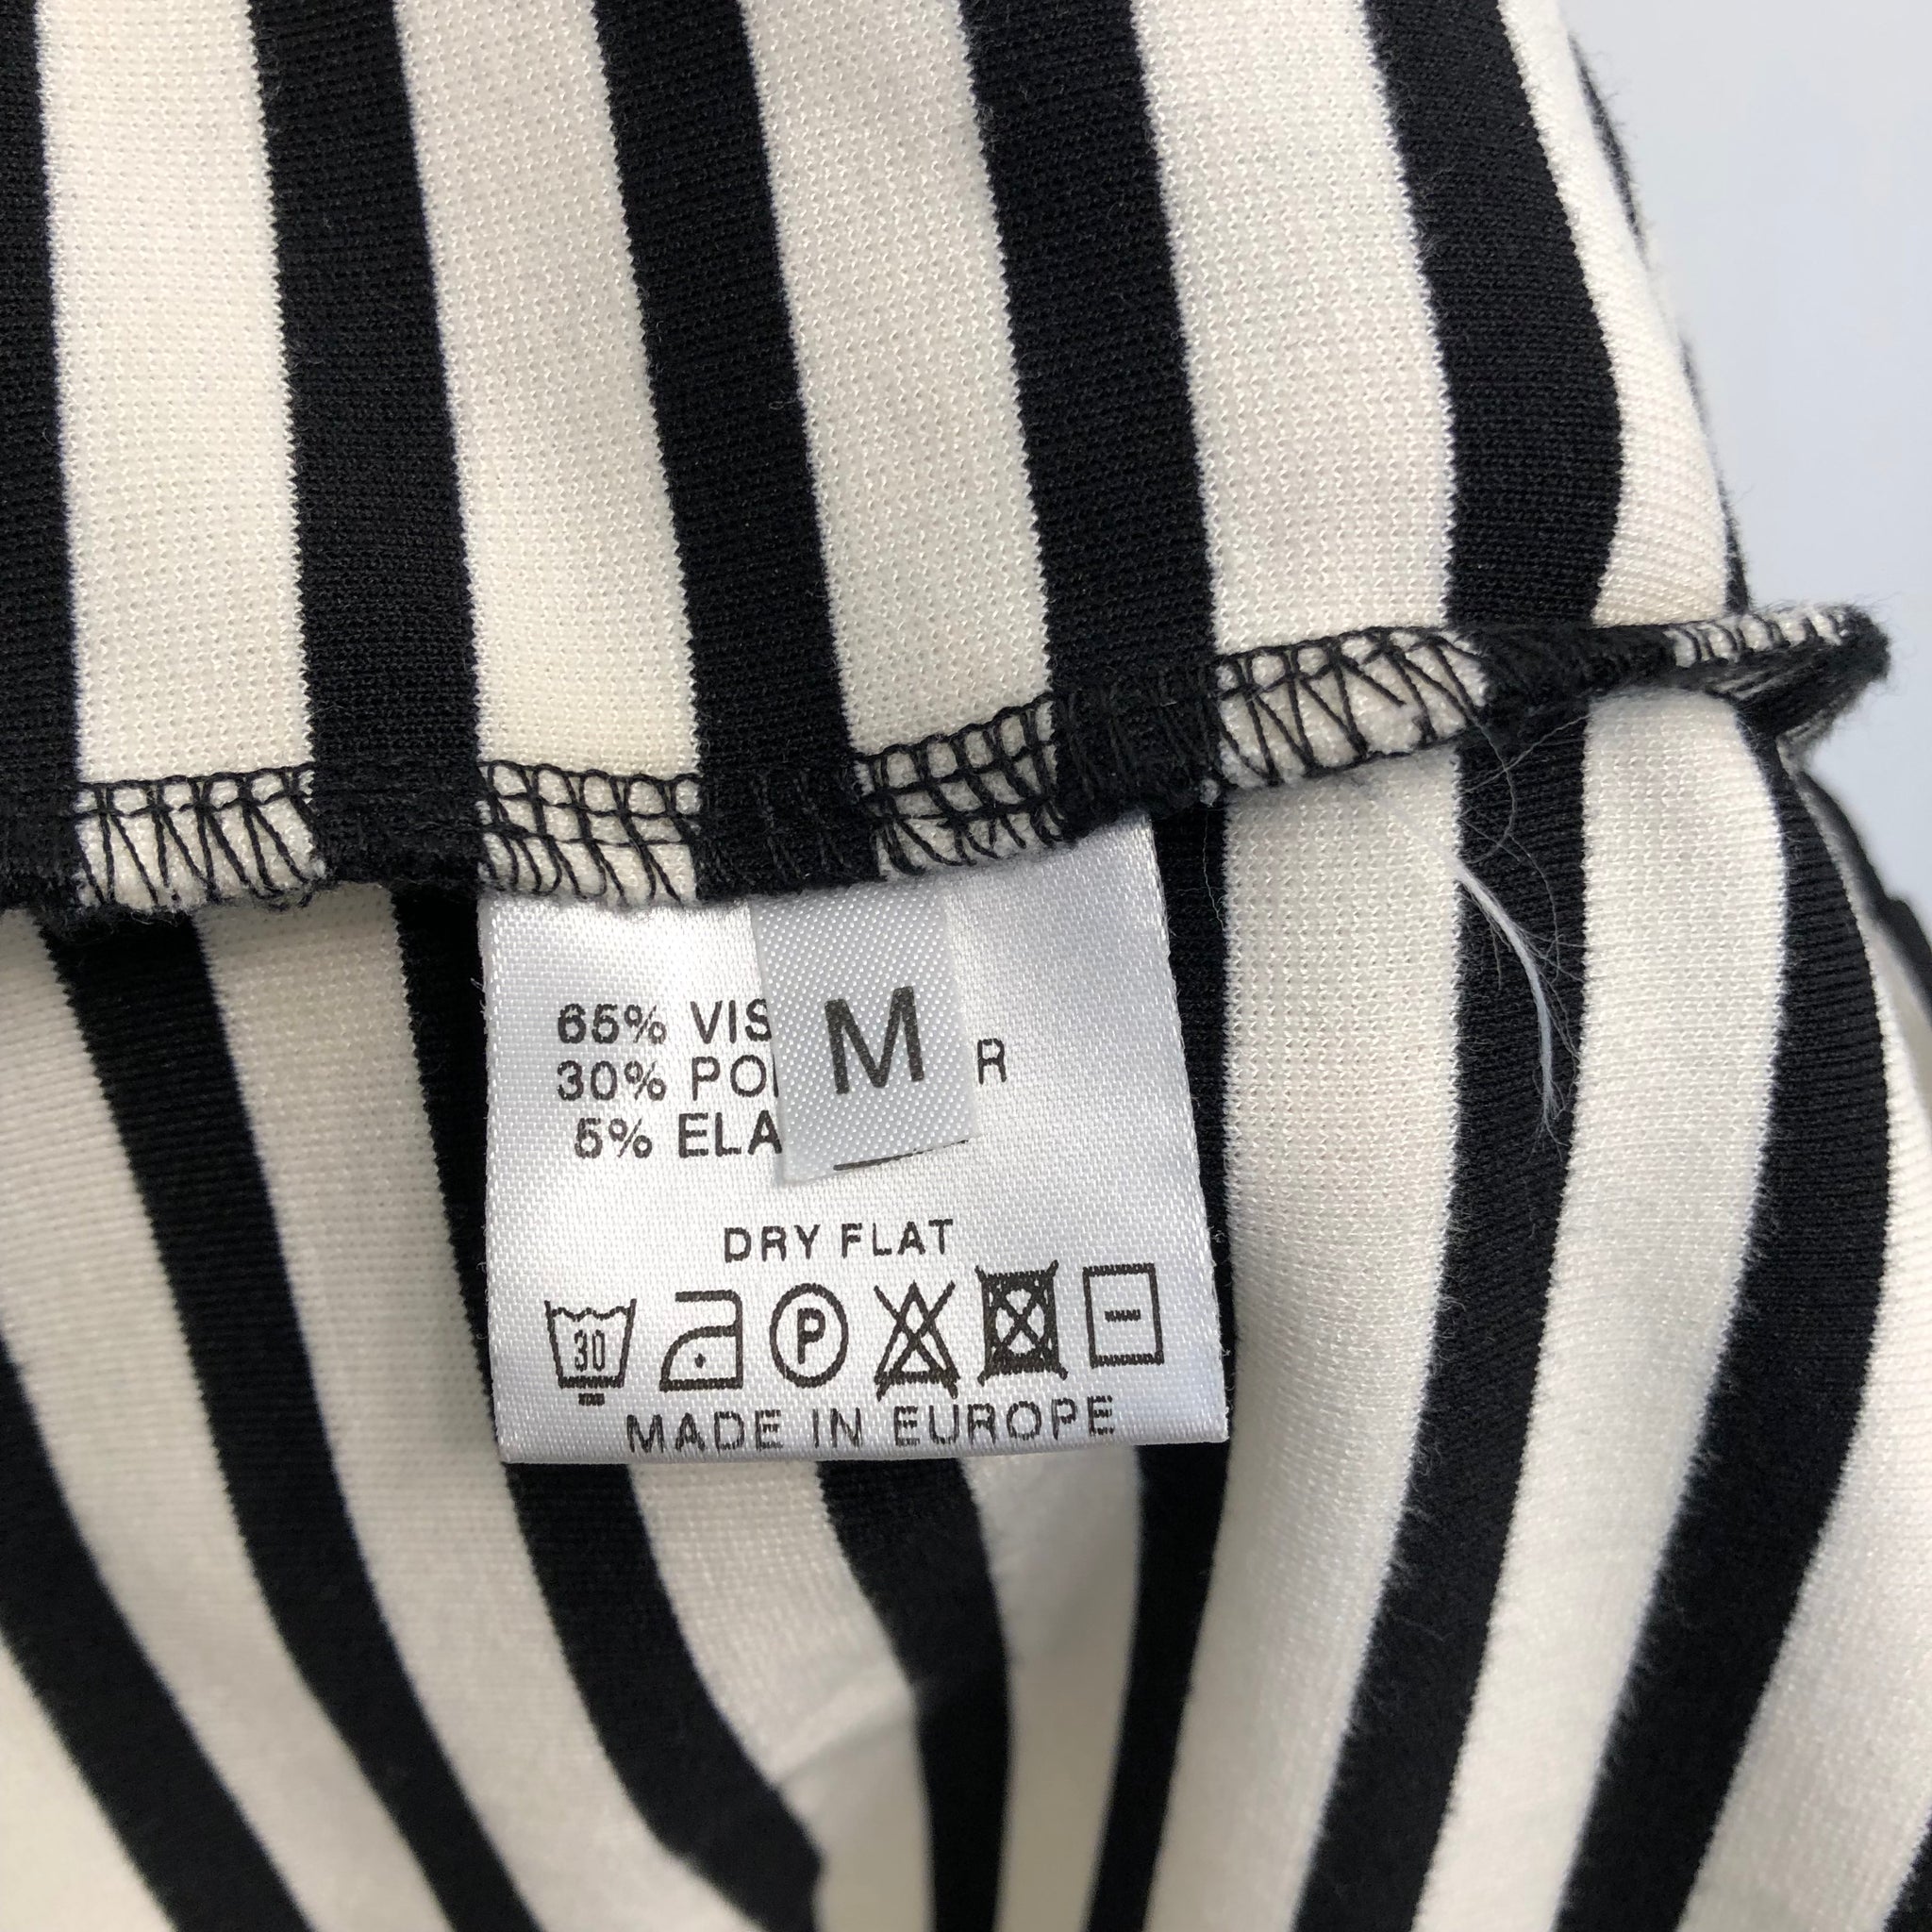 65% VIS
30% PO R
5% ELA
M
DRY FLAT
30
P
MADE IN EUROPE